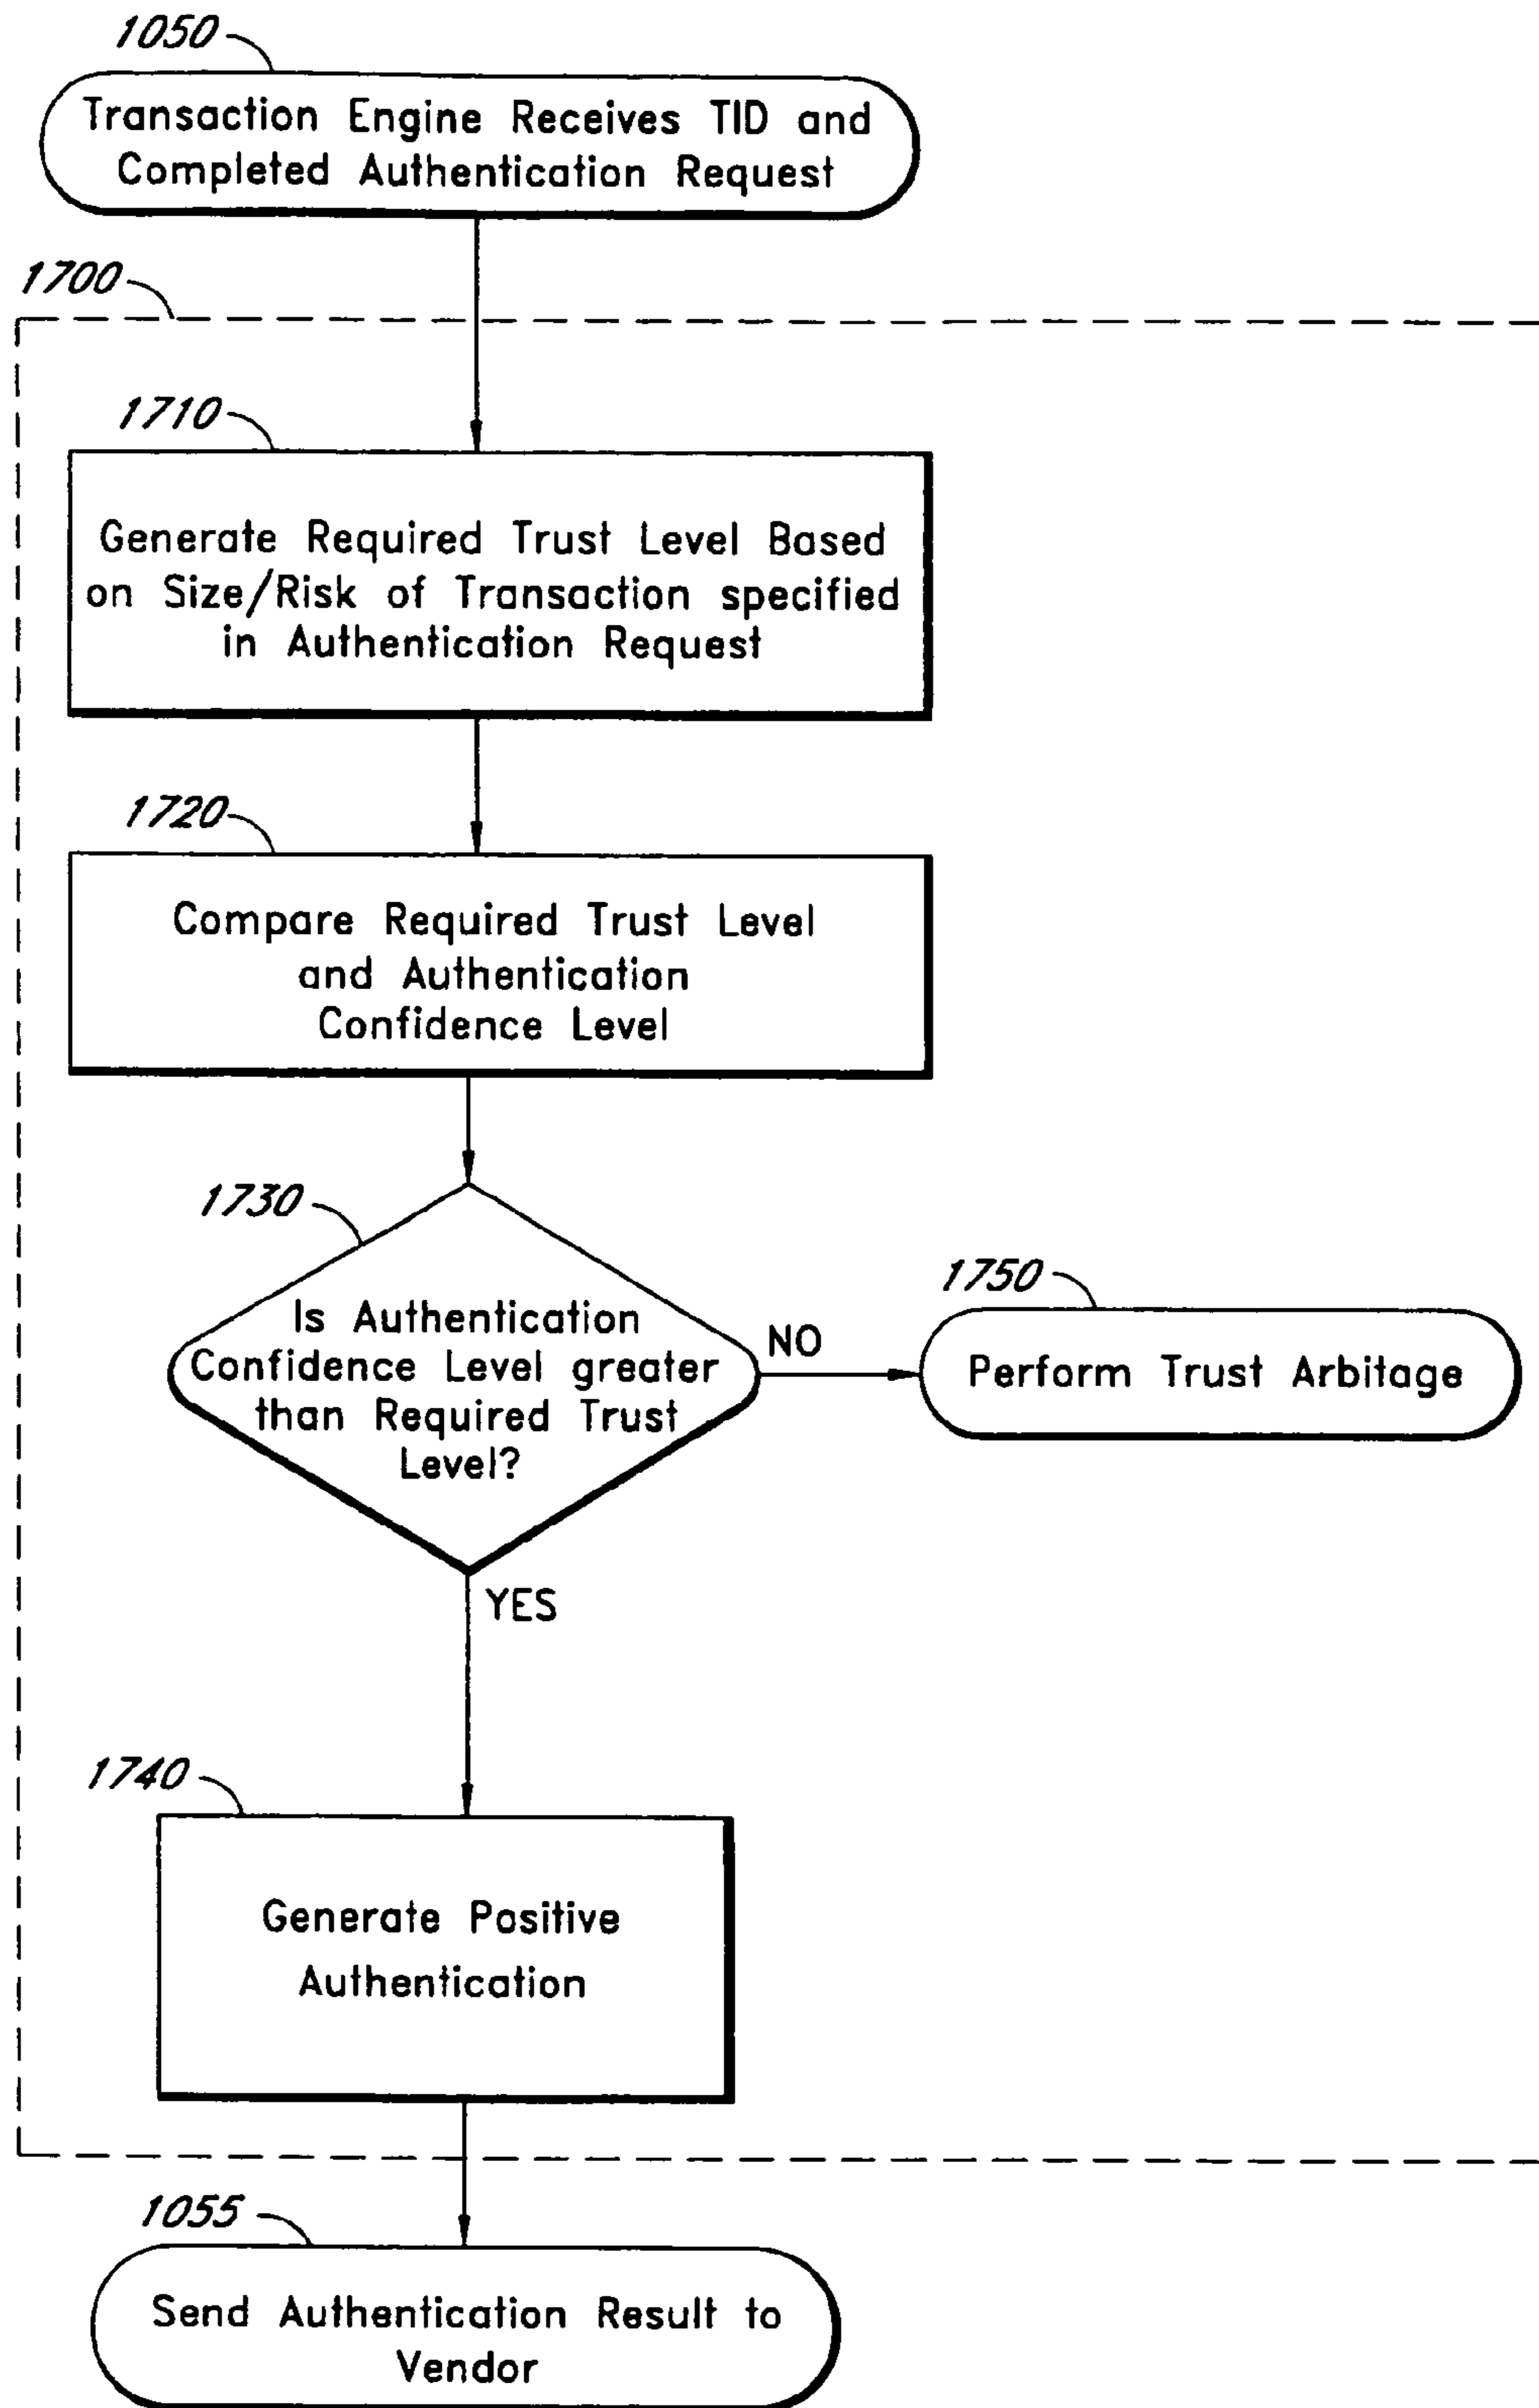 1050
Transaction Engine Receives TID and
Completed Authentication Request
1700
1710
Generate Required Trust Level Based
on Size/Risk of Transaction specified
in Authentication Request
1720
Compare Required Trust Level
and Authentication
Confidence Level
1730
Is Authentication
Confidence Level greater
than Required Trust
Level?
NO
1750
Perform Trust Arbitage
YES
1740
Generate Positive
Authentication
1055
Send Authentication Result to
Vendor